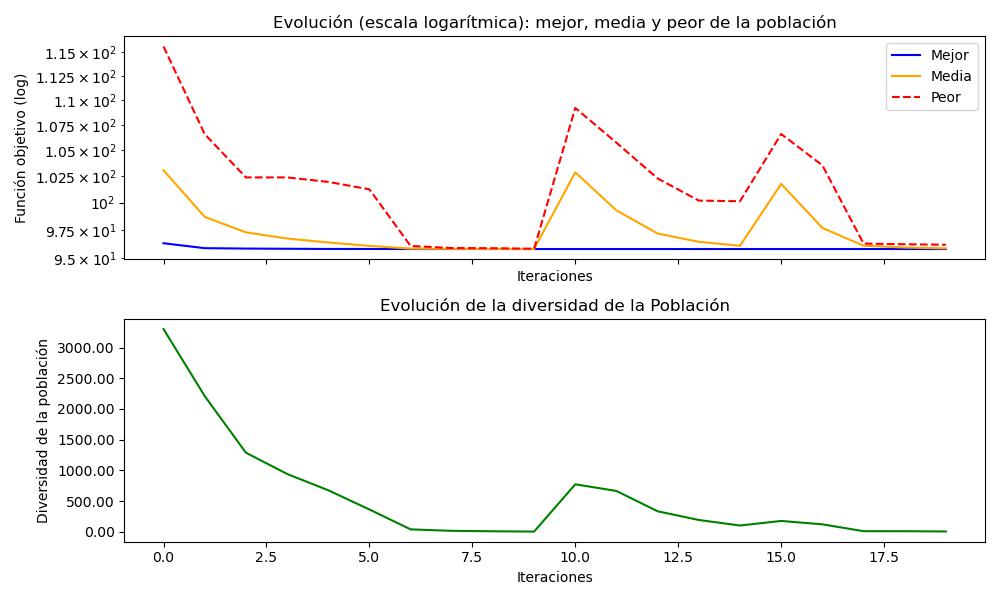 Evolución (escala logarítmica): mejor, media y peor de la población
Función objetivo (log)
1.15 × 10²
1.125 × 10²
1.1 × 10²
1.075 × 10²
1.05 × 10²
1.025 × 10²
10²
9.75 × 10¹
9.5 × 10¹
Mejor
Media
Peor
Iteraciones
Evolución de la diversidad de la Población
Diversidad de la población
3000.00
2500.00
2000.00
1500.00
1000.00
500.00
0.00
0.0 2.5 5.0 7.5 10.0 12.5 15.0 17.5
Iteraciones